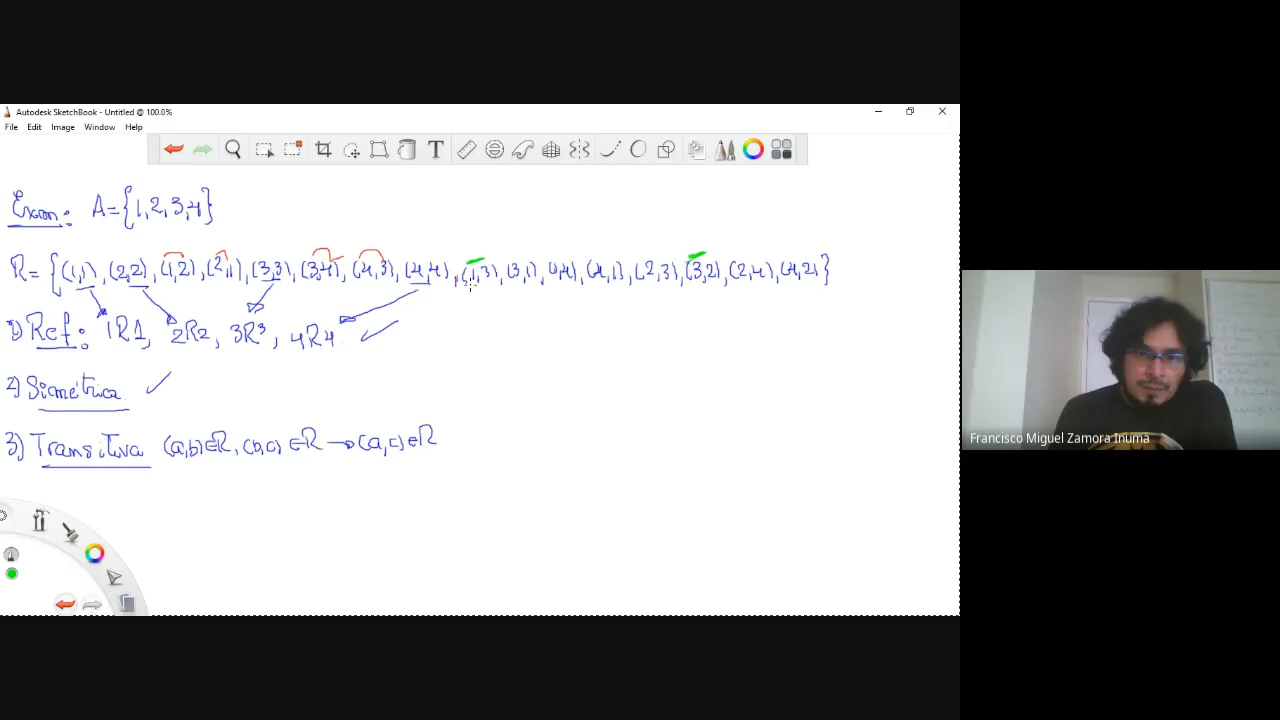 Autodesk SketchBook - Untitled @ 100.0%
File Edit Image Window Help
T
Exam: A={1,2,3,4}
R={(1,1),(2,2),(1,2),(2,1),(3,3),(3,4),(4,3),(4,4),(1,3),(3,1),(1,4),(4,1),(2,3),(3,2),(2,4),(4,2)}
1) Ref: 1R1, 2R2, 3R3, 4R4
2) Simétrica
3) Transitiva (a,b)∈R, (b,c)∈R → (a,c)∈R
Francisco Miguel Zamora Inuma